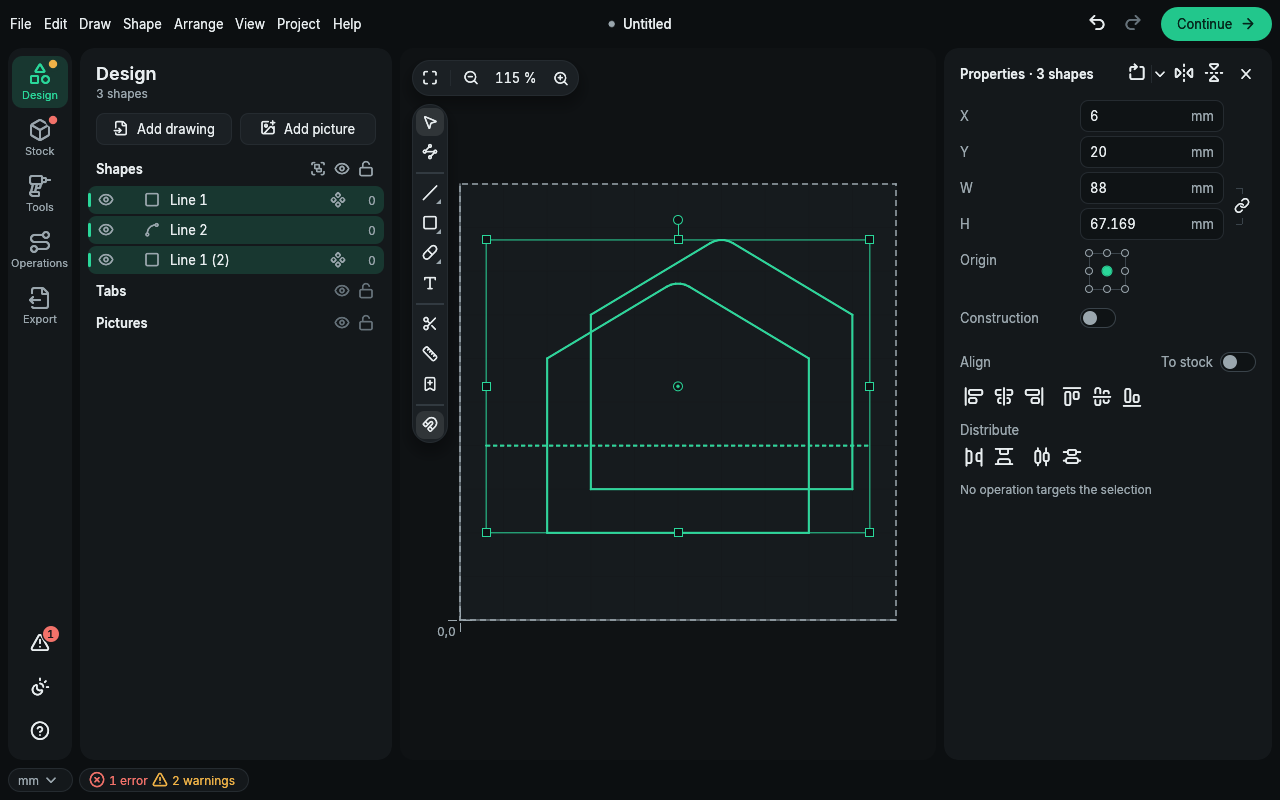 File Edit Draw Shape Arrange View Project Help
Untitled
Continue
Design
Stock
Tools
Operations
Export
1
Design
3 shapes
Add drawing
Add picture
Shapes
Line 1 0
Line 2 0
Line 1 (2) 0
Tabs
Pictures
115 %
0,0
Properties · 3 shapes
X 6 mm
Y 20 mm
W 88 mm
H 67.169 mm
Origin
Construction
Align To stock
Distribute
No operation targets the selection
mm
1 error 2 warnings